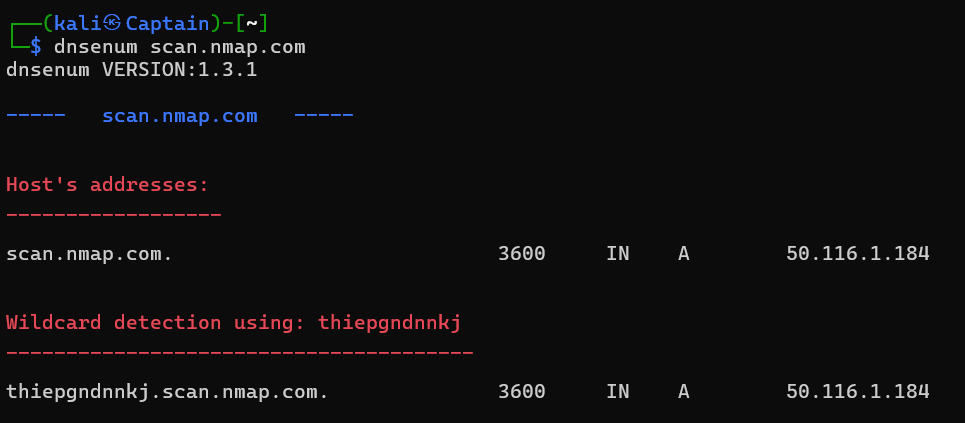 ┌──(kali㉿Captain)-[~]
└─$ dnsenum scan.nmap.com
dnsenum VERSION:1.3.1
----- scan.nmap.com -----
Host's addresses:
------------------
scan.nmap.com. 3600 IN A 50.116.1.184
Wildcard detection using: thiepgndnnkj
---------------------------------------
thiepgndnnkj.scan.nmap.com. 3600 IN A 50.116.1.184